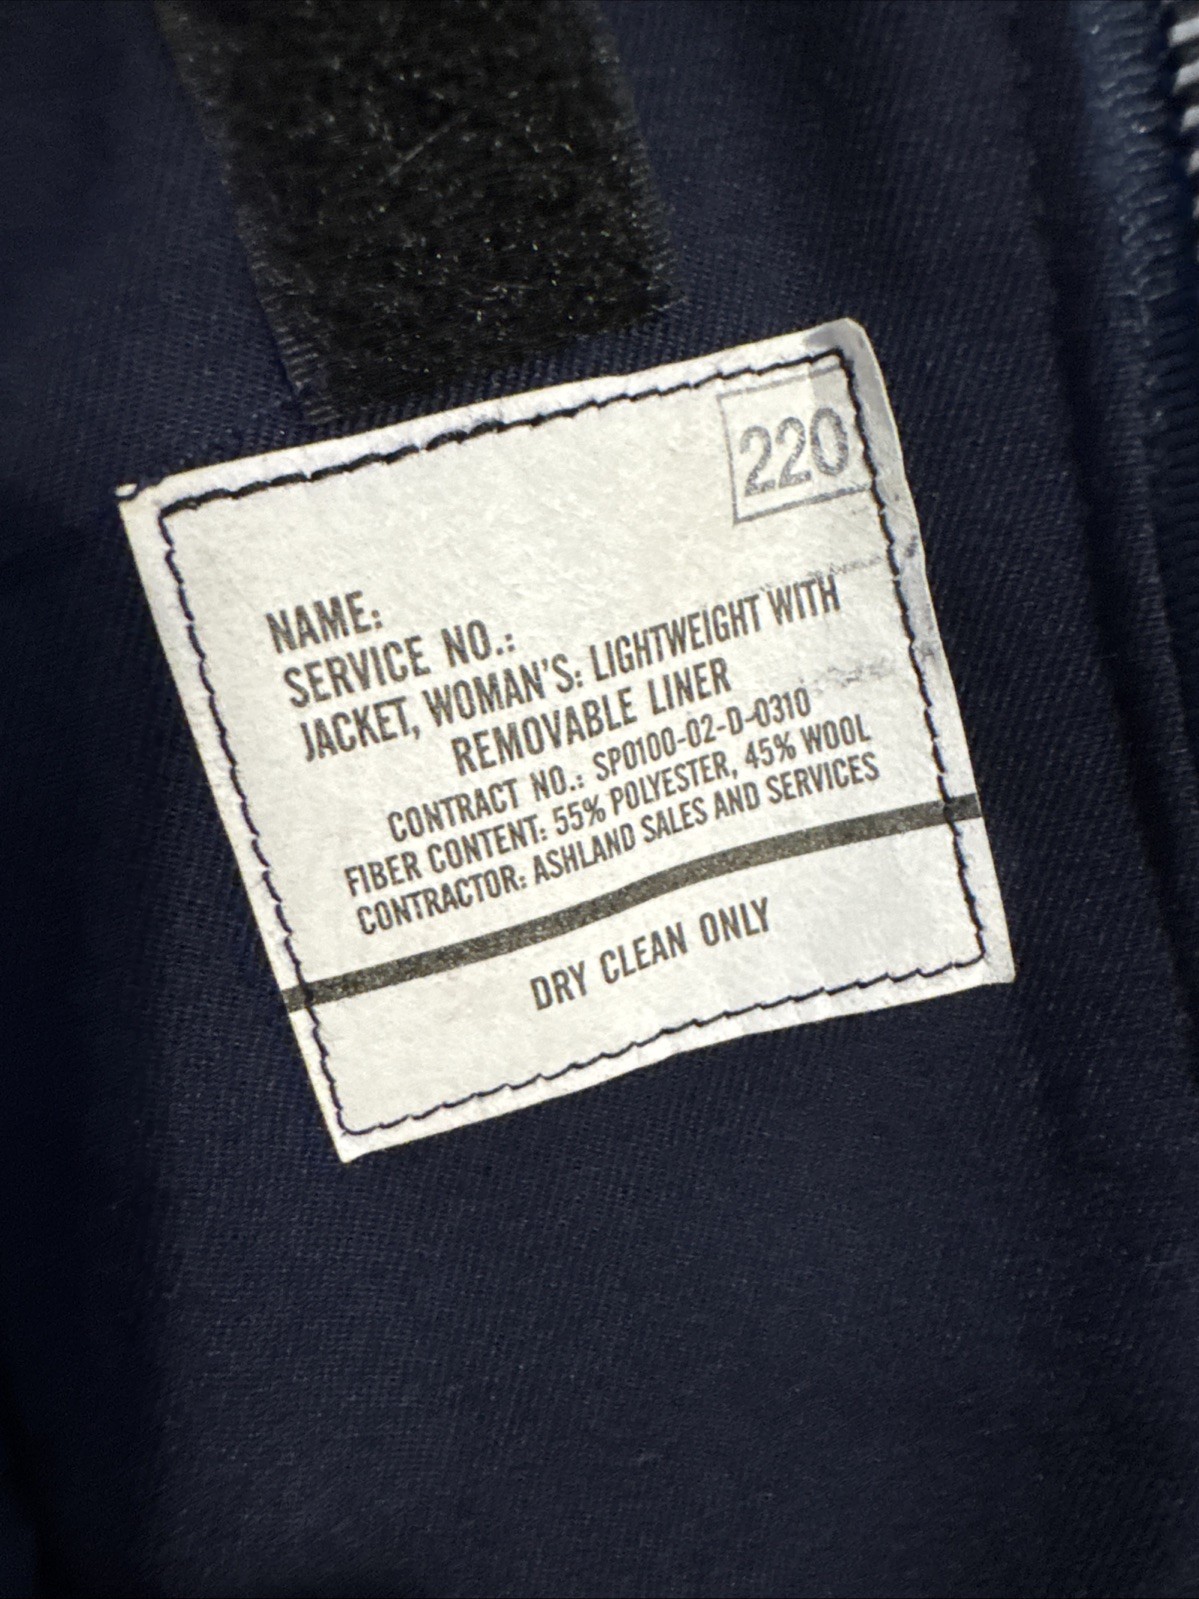 220
NAME:
SERVICE NO.:
JACKET, WOMAN'S: LIGHTWEIGHT WITH
REMOVABLE LINER
CONTRACT NO.: SP0100-02-D-0310
FIBER CONTENT: 55% POLYESTER, 45% WOOL
CONTRACTOR: ASHLAND SALES AND SERVICES
DRY CLEAN ONLY